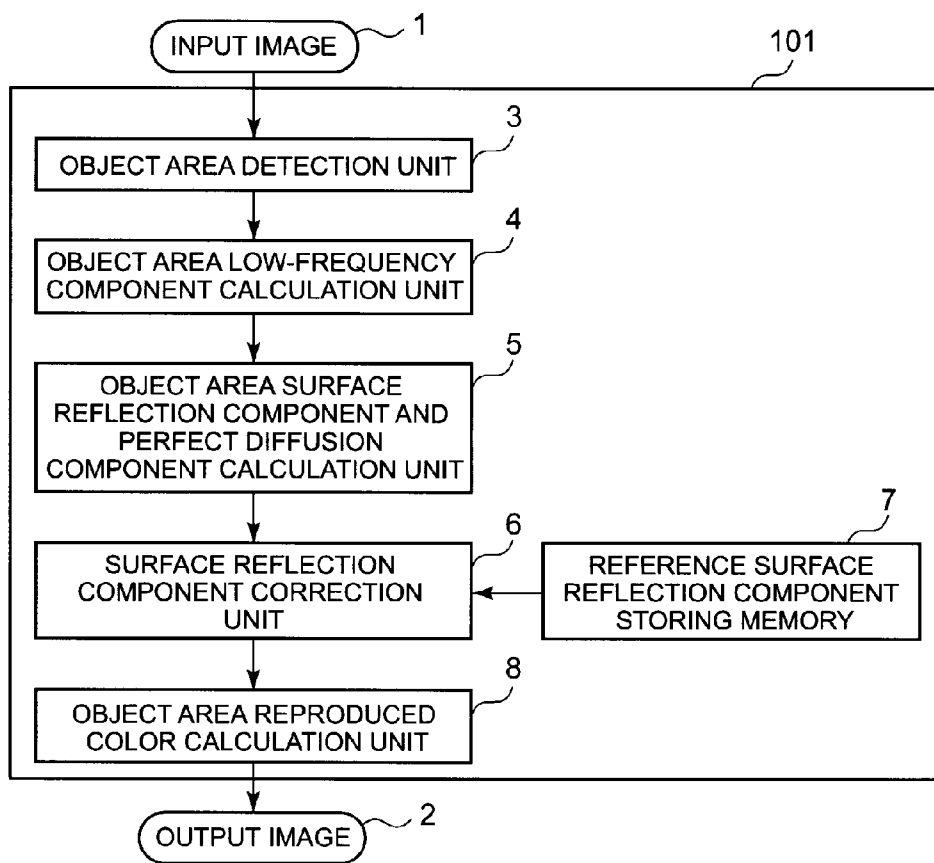 1
INPUT IMAGE
101
3
OBJECT AREA DETECTION UNIT
4
OBJECT AREA LOW-FREQUENCY
COMPONENT CALCULATION UNIT
5
OBJECT AREA SURFACE
REFLECTION COMPONENT AND
PERFECT DIFFUSION
COMPONENT CALCULATION UNIT
6
SURFACE REFLECTION
COMPONENT CORRECTION
UNIT
7
REFERENCE SURFACE
REFLECTION COMPONENT
STORING MEMORY
8
OBJECT AREA REPRODUCED
COLOR CALCULATION UNIT
OUTPUT IMAGE
2